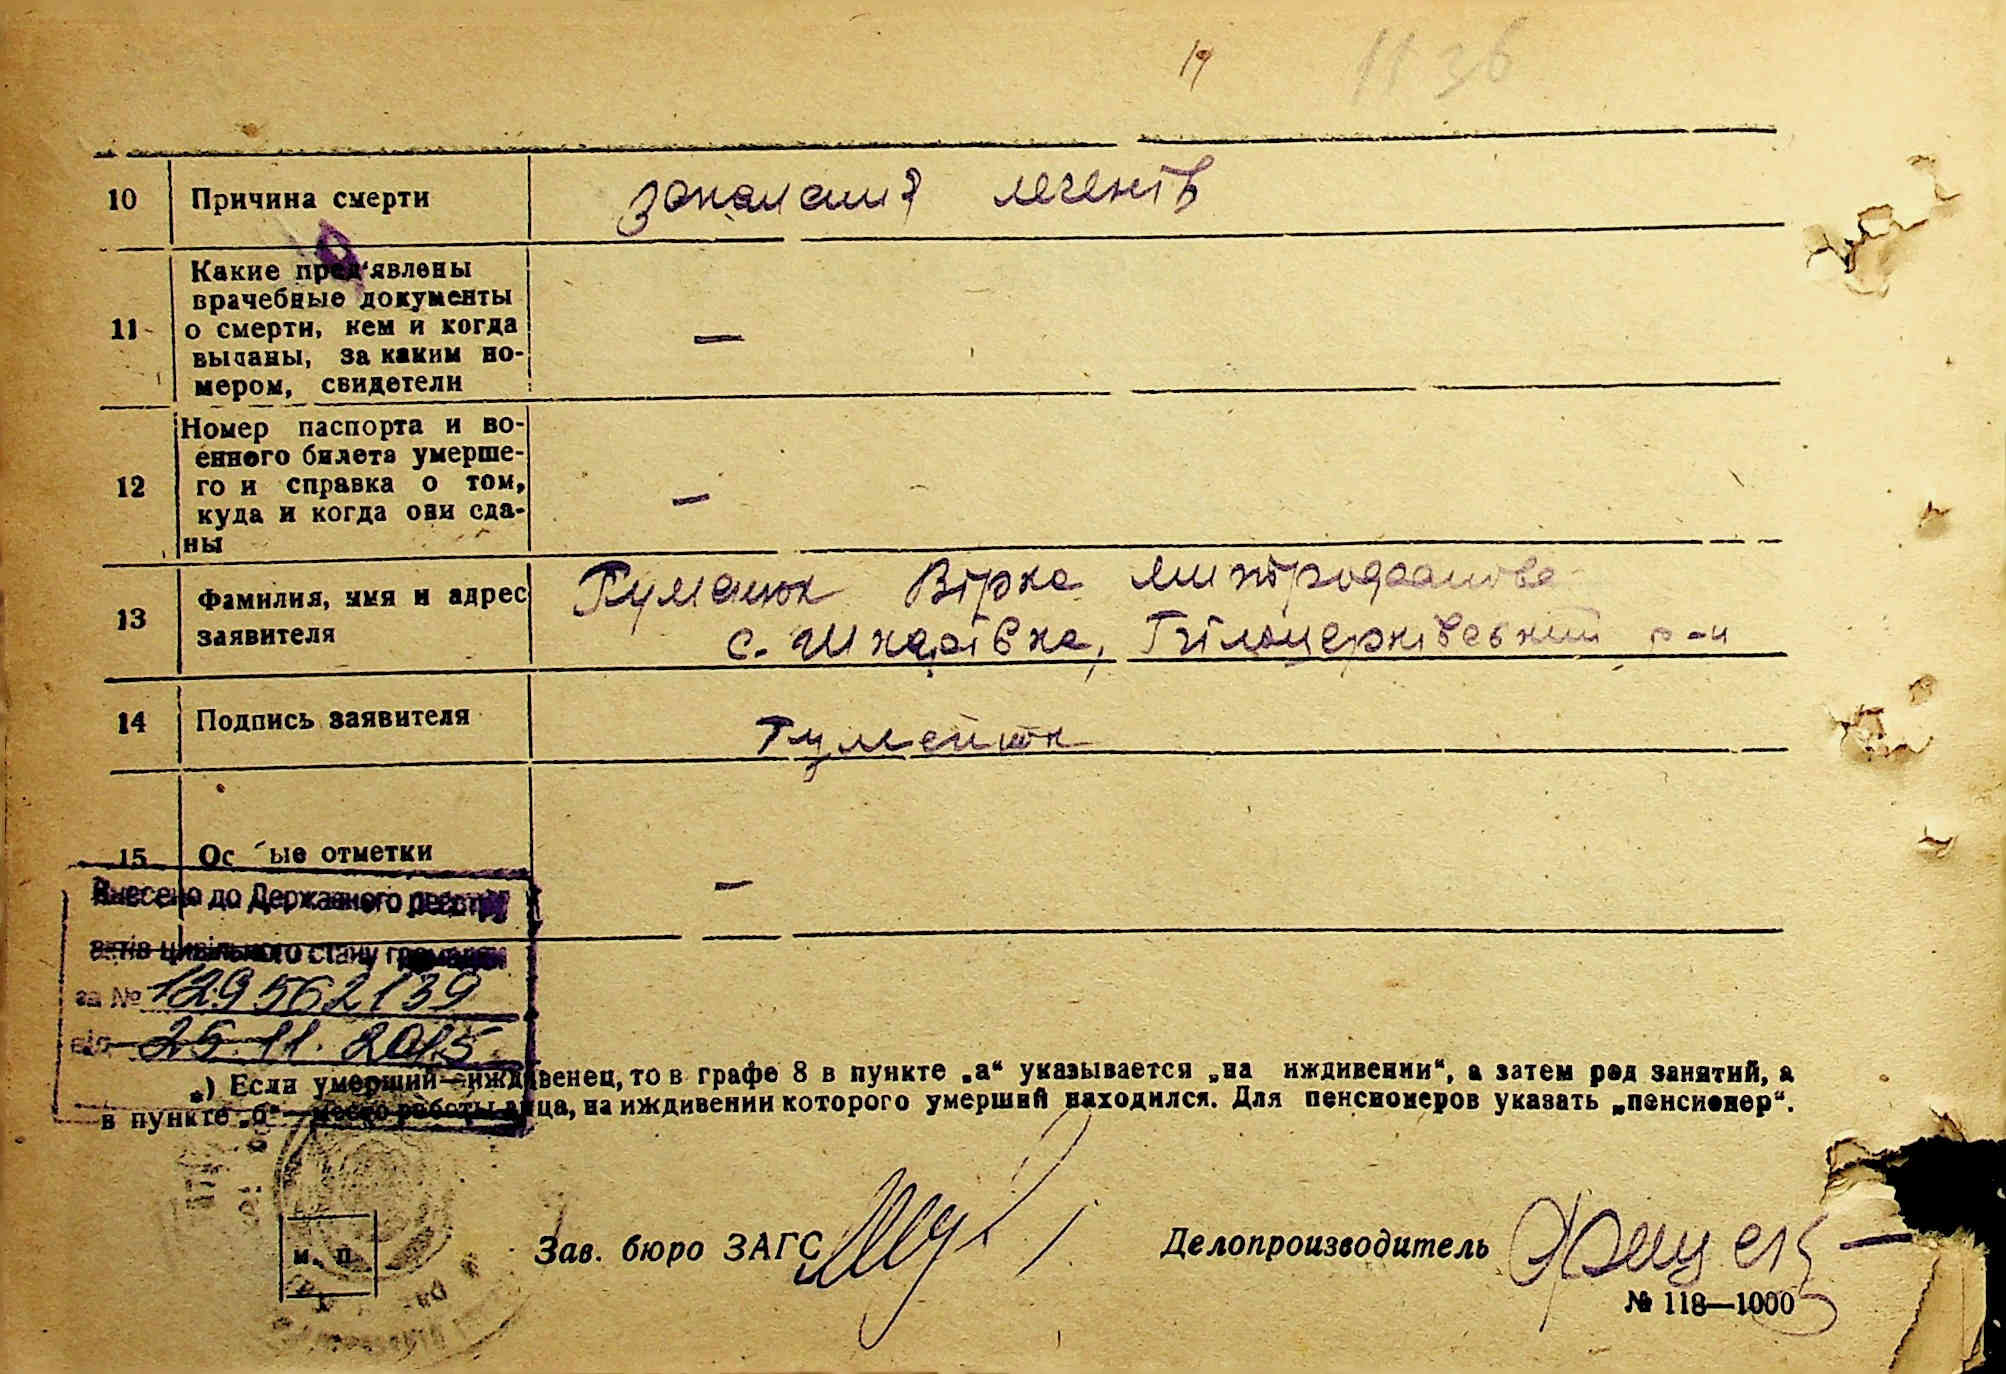 19 1136
10 Причина смерти запалення легенів
11 Какие пред'явлены
врачебные документы
о смерти, кем и когда
выданы, за каким но-
мером, свидетели —
12 Номер паспорта и во-
енного билета умерше-
го и справка о том,
куда и когда они сда-
ны —
13 Фамилия, имя и адрес
заявителя
с. Шкарівка, Білоцерківський р-н
14 Подпись заявителя
15 Ос ые отметки —
Внесено до Державного реєстру
актів цивільного стану громадян
за № 129562139
від 25.11.2015
*) Если умерший—иждивенец, то в графе 8 в пункте „а“ указывается „на иждивении“, а затем род занятий, а
в пункте „б“—место работы лица, на иждивении которого умерший находился. Для пенсионеров указать „пенсионер“.
М. П.
Зав. бюро ЗАГС Делопроизводитель
№ 118—1000